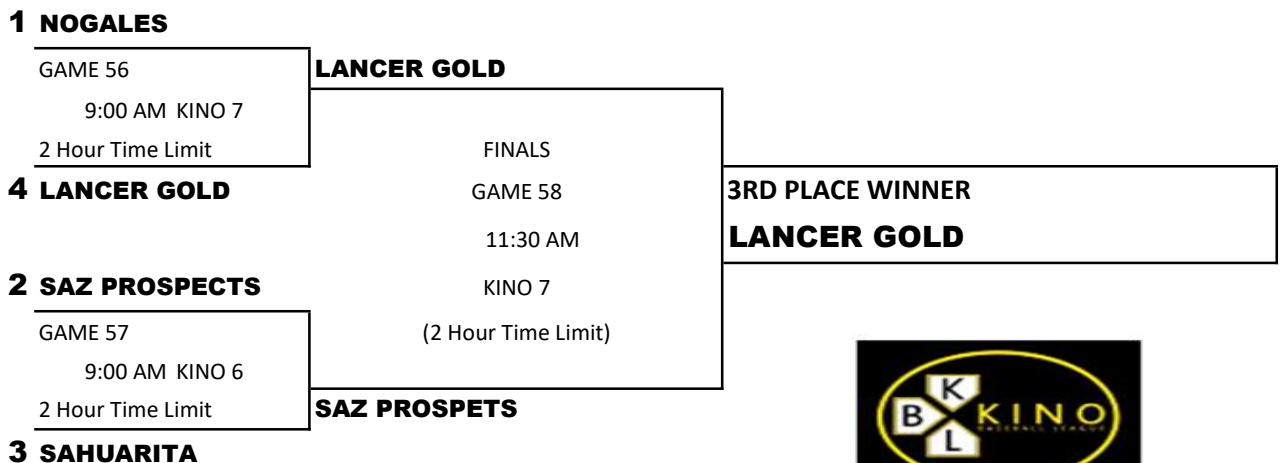 1 NOGALES
GAME 56
LANCER GOLD
9:00 AM KINO 7
2 Hour Time Limit
FINALS
4 LANCER GOLD
GAME 58
3RD PLACE WINNER
11:30 AM
LANCER GOLD
2 SAZ PROSPECTS
KINO 7
GAME 57
(2 Hour Time Limit)
9:00 AM KINO 6
2 Hour Time Limit
SAZ PROSPETS
3 SAHUARITA
K
B
L
KINO
BASEBALL LEAGUE